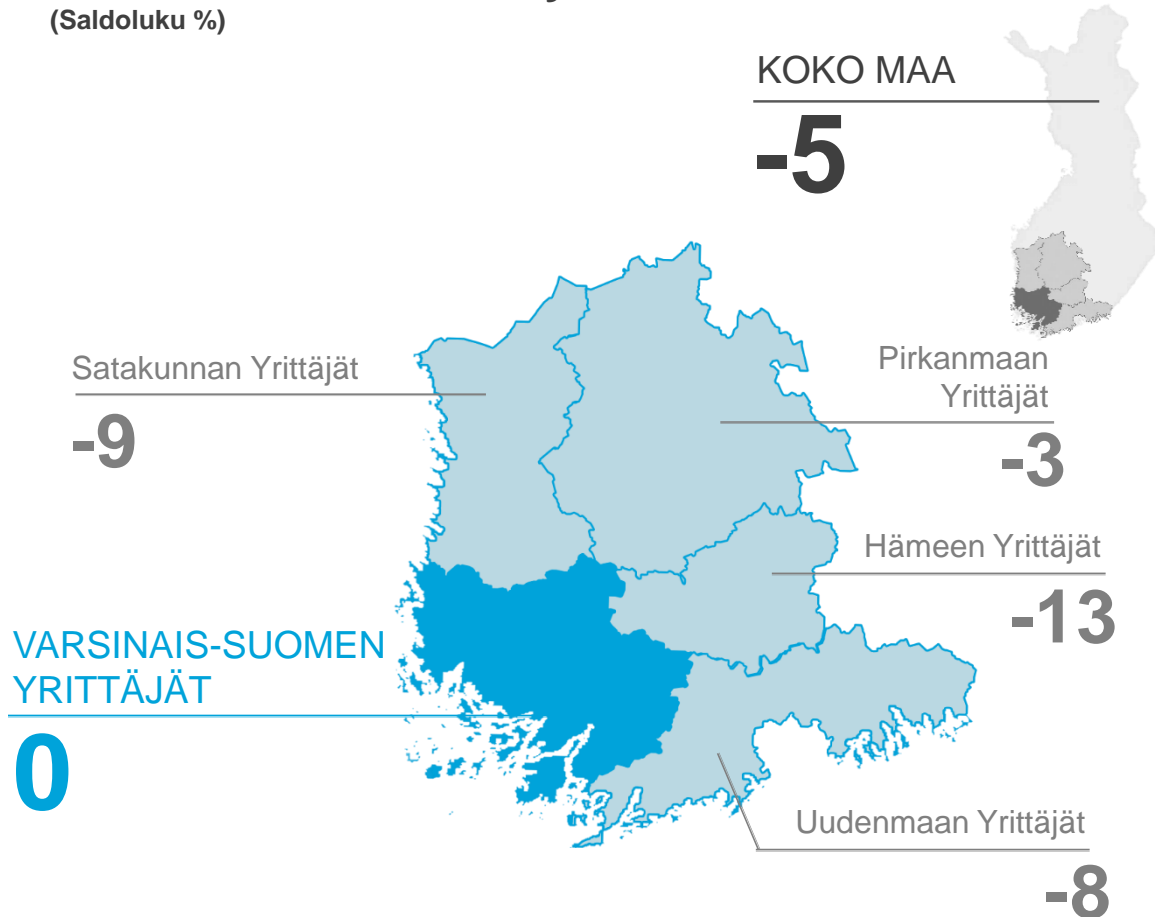 (Saldoluku %)
KOKO MAA
-5
Satakunnan Yrittäjät
-9
Pirkanmaan
Yrittäjät
-3
Hämeen Yrittäjät
-13
VARSINAIS-SUOMEN
YRITTÄJÄT
0
Uudenmaan Yrittäjät
-8